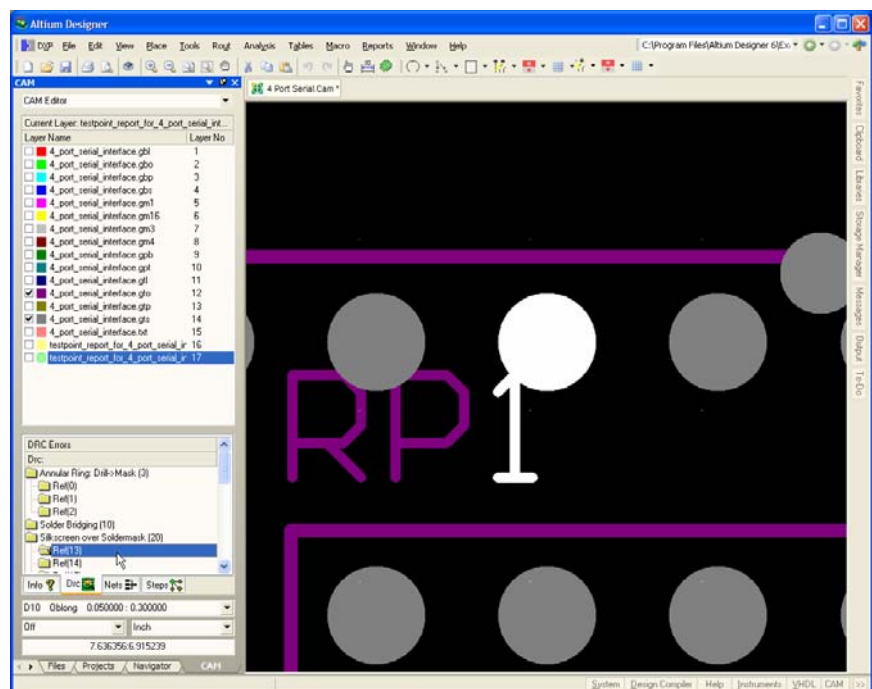 Altium Designer
DXP File Edit View Place Tools Rout Analysis Tables Macro Reports Window Help
C:\Program Files\Altium Designer 6\Ex
CAM
4 Port Serial.Cam *
CAM Editor
Current Layer: testpoint_report_for_4_port_serial_int...
Layer Name Layer No
4_port_serial_interface.gbl 1
4_port_serial_interface.gbo 2
4_port_serial_interface.gbp 3
4_port_serial_interface.gbs 4
4_port_serial_interface.gm1 5
4_port_serial_interface.gm16 6
4_port_serial_interface.gm3 7
4_port_serial_interface.gm4 8
4_port_serial_interface.gpb 9
4_port_serial_interface.gpt 10
4_port_serial_interface.gtl 11
4_port_serial_interface.gto 12
4_port_serial_interface.gtp 13
4_port_serial_interface.gts 14
4_port_serial_interface.txt 15
testpoint_report_for_4_port_serial_ir 16
testpoint_report_for_4_port_serial_ir 17
RP1
DRC Errors
Drc:
Annular Ring: Drill->Mask (3)
Ref(0)
Ref(1)
Ref(2)
Solder Bridging (10)
Silkscreen over Soldermask (20)
Ref(13)
Ref(14)
Info Drc Nets Steps
D10 Oblong 0.050000 : 0.300000
Off Inch
7.636356:6.915239
Files Projects Navigator CAM
Favorites
Clipboard
Libraries
Storage Manager
Messages
Output
To-Do
System Design Compiler Help Instruments VHDL CAM >>